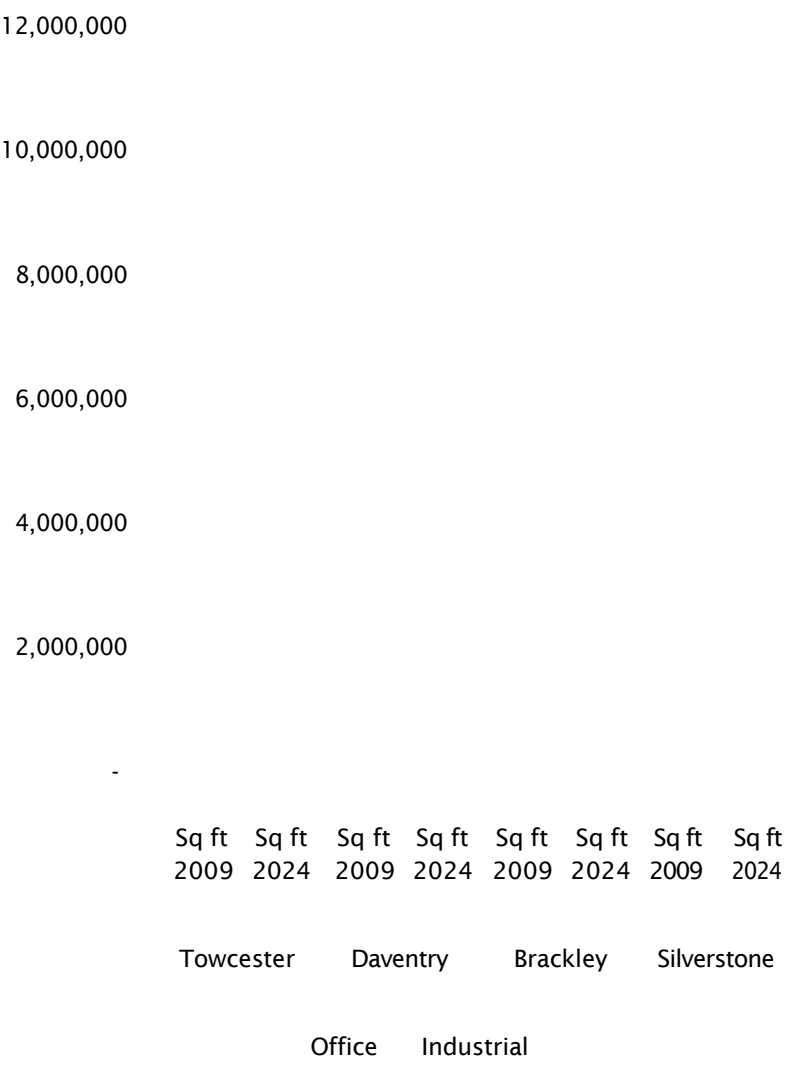 12,000,000
10,000,000
8,000,000
6,000,000
4,000,000
2,000,000
-
Sq ft Sq ft Sq ft Sq ft Sq ft Sq ft Sq ft Sq ft
2009 2024 2009 2024 2009 2024 2009 2024
Towcester Daventry Brackley Silverstone
Office Industrial